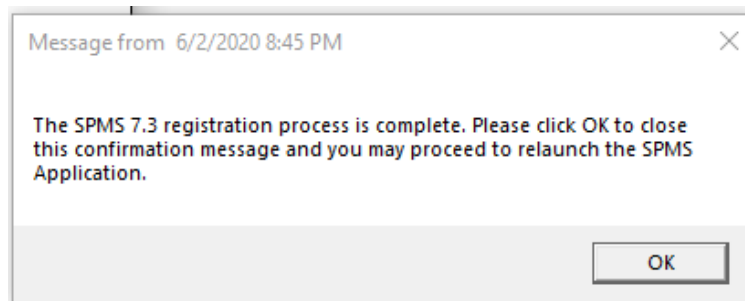 Message from 6/2/2020 8:45 PM
The SPMS 7.3 registration process is complete. Please click OK to close
this confirmation message and you may proceed to relaunch the SPMS
Application.
OK